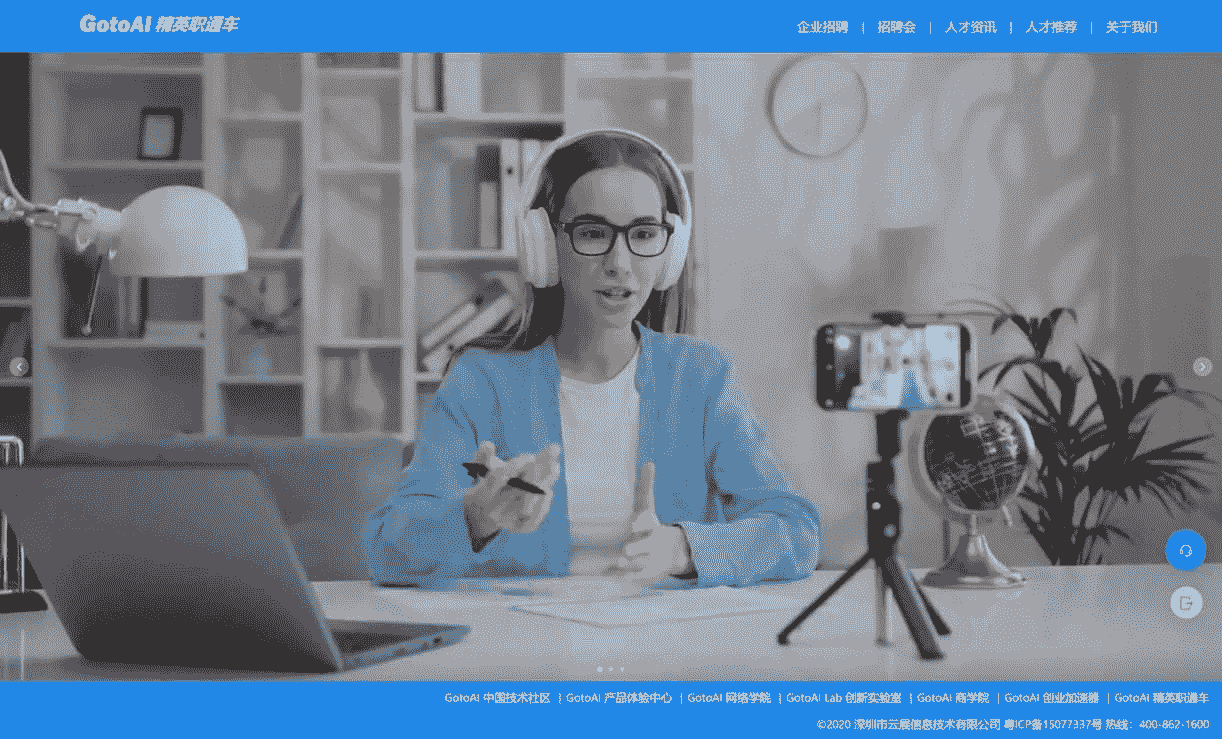 GotoAI 精英职通车
企业招聘 | 招聘会 | 人才资讯 | 人才推荐 | 关于我们
GotoAI 中国技术社区 | GotoAI 产品体验中心 | GotoAI 网络学院 | GotoAI Lab 创新实验室 | GotoAI 商学院 | GotoAI 创业加速器 | GotoAI 精英职通车
©2020 深圳市云展信息技术有限公司 粤ICP备15077337号 热线：400-862-1600